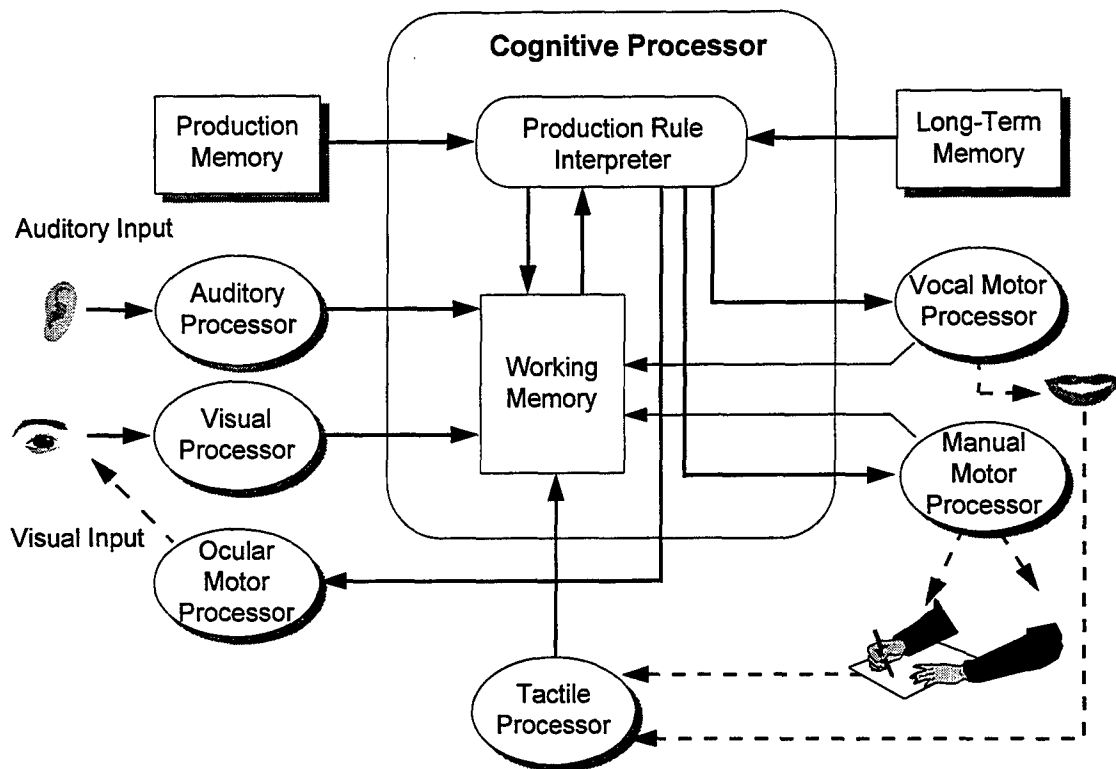 Cognitive Processor
Production
Memory
Production Rule
Interpreter
Long-Term
Memory
Auditory Input
Auditory
Processor
Vocal Motor
Processor
Working
Memory
Visual
Processor
Manual
Motor
Processor
Visual Input
Ocular
Motor
Processor
Tactile
Processor